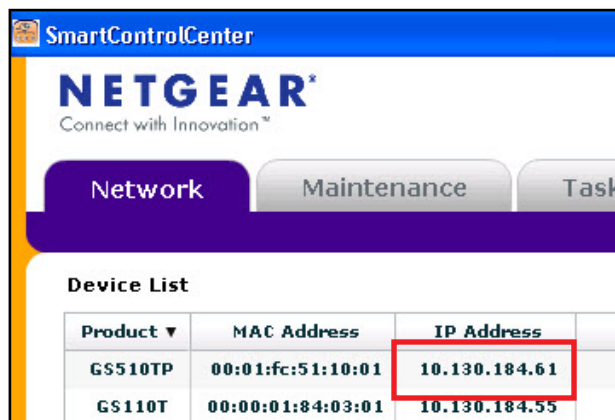 SmartControlCenter
NETGEAR®
Connect with Innovation™
Network Maintenance Task
Device List
Product ▼ MAC Address IP Address
GS510TP 00:01:fc:51:10:01 10.130.184.61
GS110T 00:00:01:84:03:01 10.130.184.55